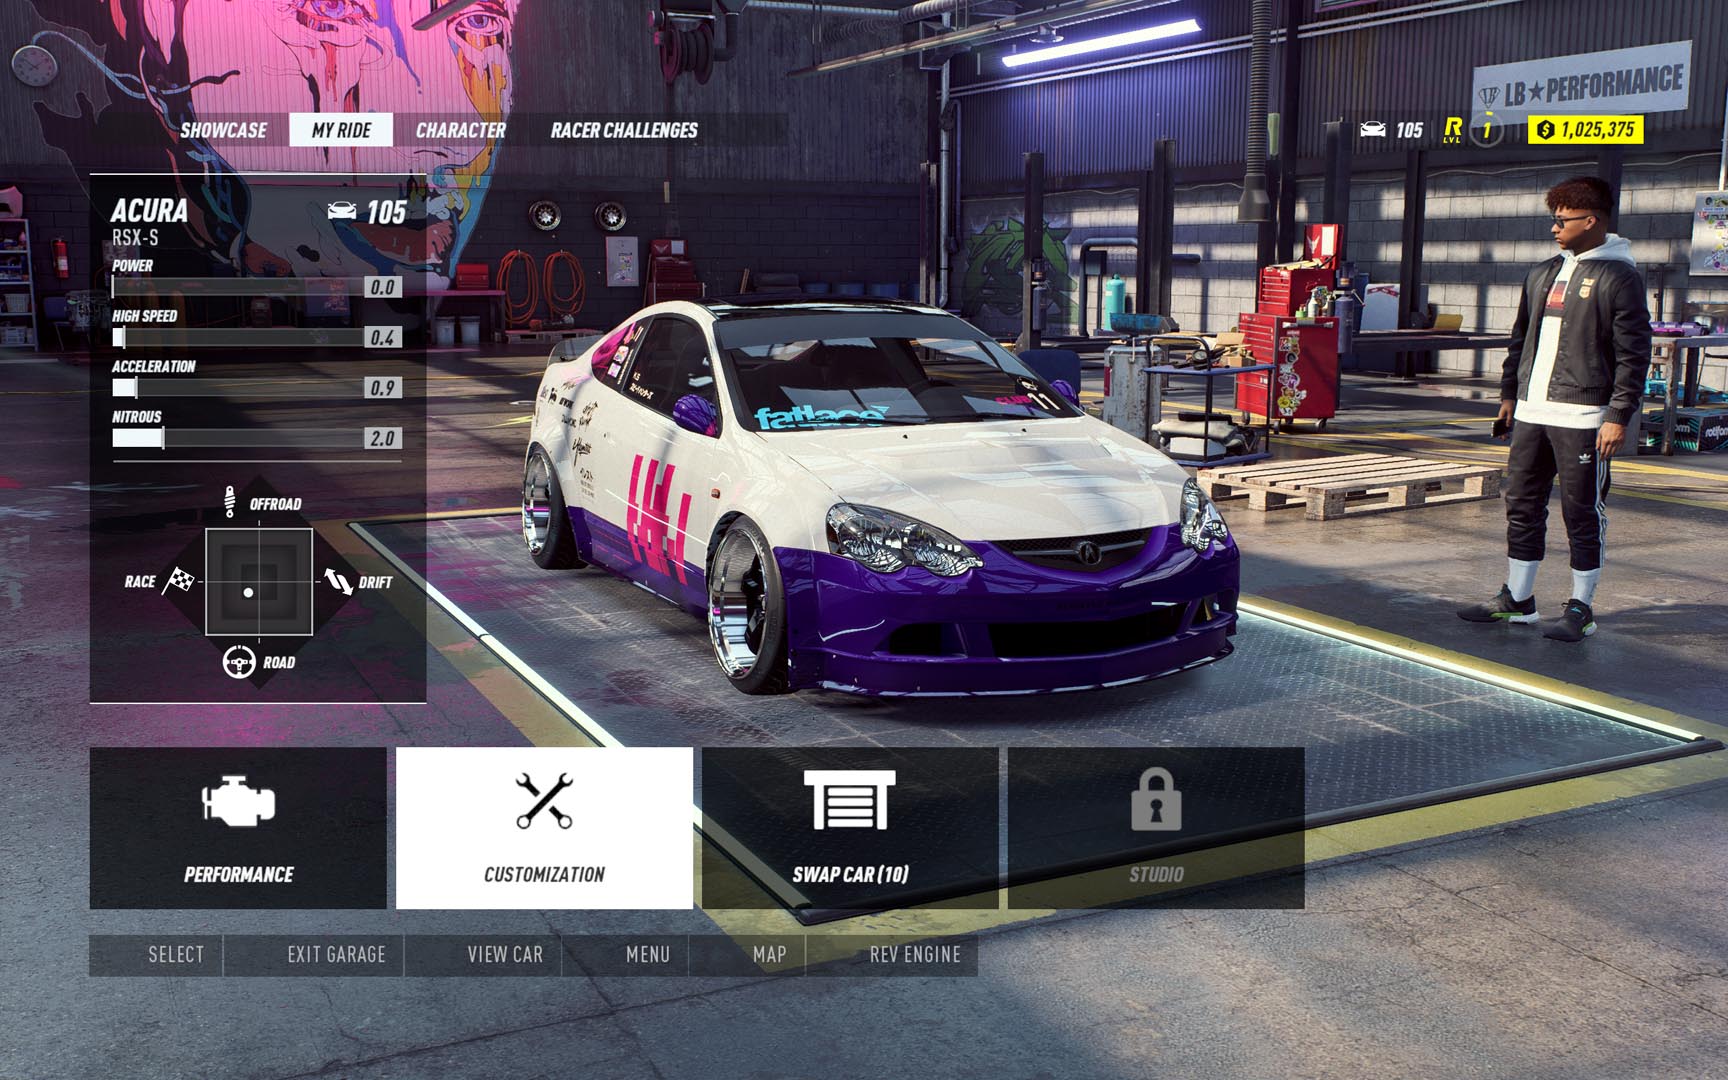 LB★PERFORMANCE
SHOWCASE
MY RIDE
CHARACTER
RACER CHALLENGES
105
R
LVL
1
1,025,375
ACURA
105
RSX-S
POWER
0.0
HIGH SPEED
0.4
ACCELERATION
0.9
NITROUS
2.0
OFFROAD
RACE
DRIFT
ROAD
fatlace
11
PERFORMANCE
CUSTOMIZATION
SWAP CAR (10)
STUDIO
SELECT
EXIT GARAGE
VIEW CAR
MENU
MAP
REV ENGINE